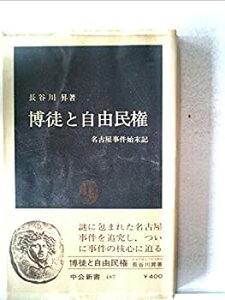 長谷川 昇著
博徒と自由民権
名古屋事件始末記
謎に包まれた名古屋
事件を追究し、つい
に事件の核心に迫る
博徒と自由民権
長谷川昇著
中公新書 487
￥400